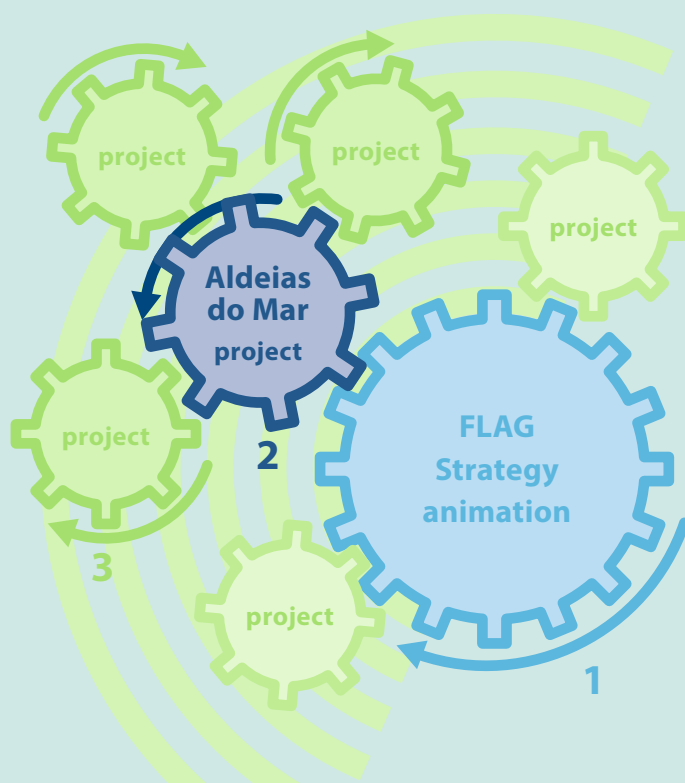 project
project
project
Aldeias
do Mar
project
project
2
FLAG
Strategy
animation
3
project
1